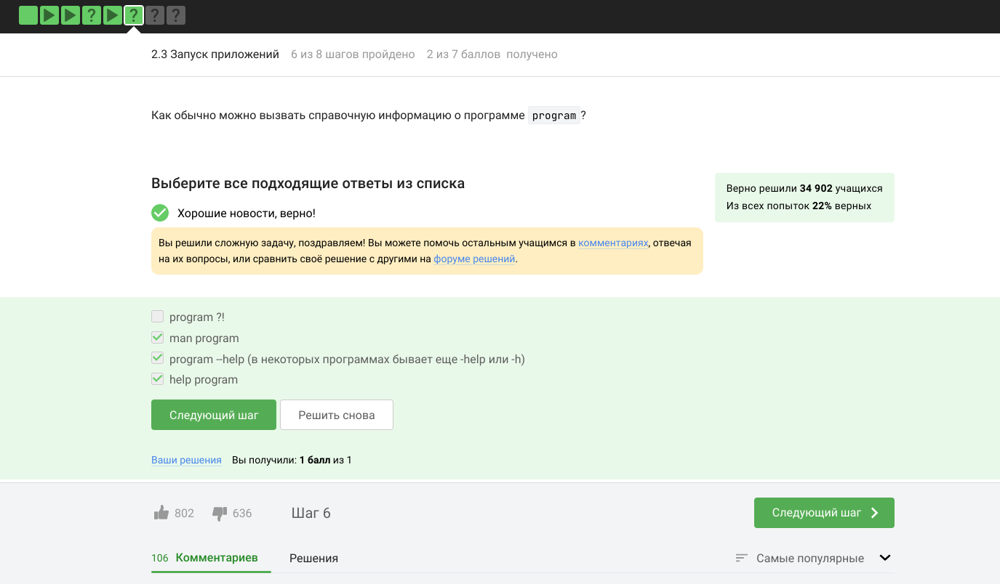 ? ? ? ?
2.3 Запуск приложений 6 из 8 шагов пройдено 2 из 7 баллов получено
Как обычно можно вызвать справочную информацию о программе program ?
Выберите все подходящие ответы из списка
Верно решили 34 902 учащихся
Из всех попыток 22% верных
Хорошие новости, верно!
Вы решили сложную задачу, поздравляем! Вы можете помочь остальным учащимся в комментариях, отвечая
на их вопросы, или сравнить своё решение с другими на форуме решений.
program ?!
man program
program --help (в некоторых программах бывает еще -help или -h)
help program
Следующий шаг Решить снова
Ваши решения Вы получили: 1 балл из 1
802 636 Шаг 6 Следующий шаг
106 Комментариев Решения Самые популярные